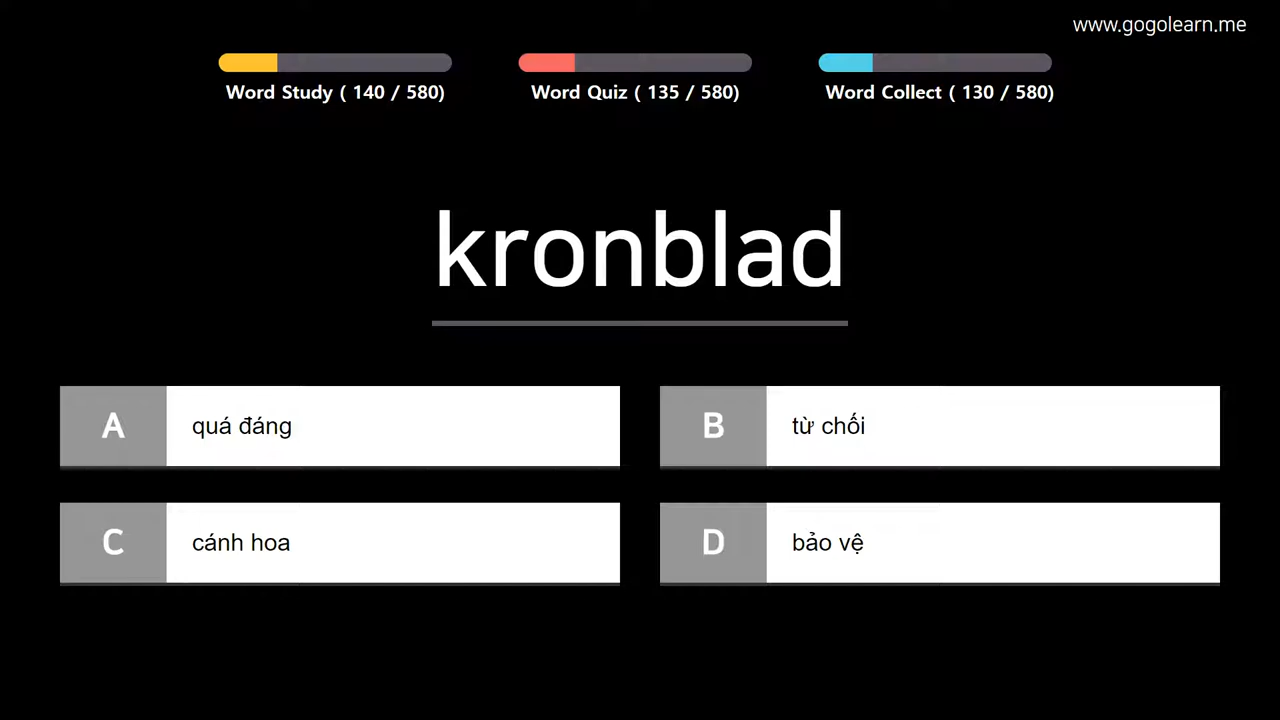 www.gogolearn.me
Word Study ( 140 / 580)
Word Quiz ( 135 / 580)
Word Collect ( 130 / 580)
kronblad
A quá đáng
B từ chối
C cánh hoa
D bảo vệ